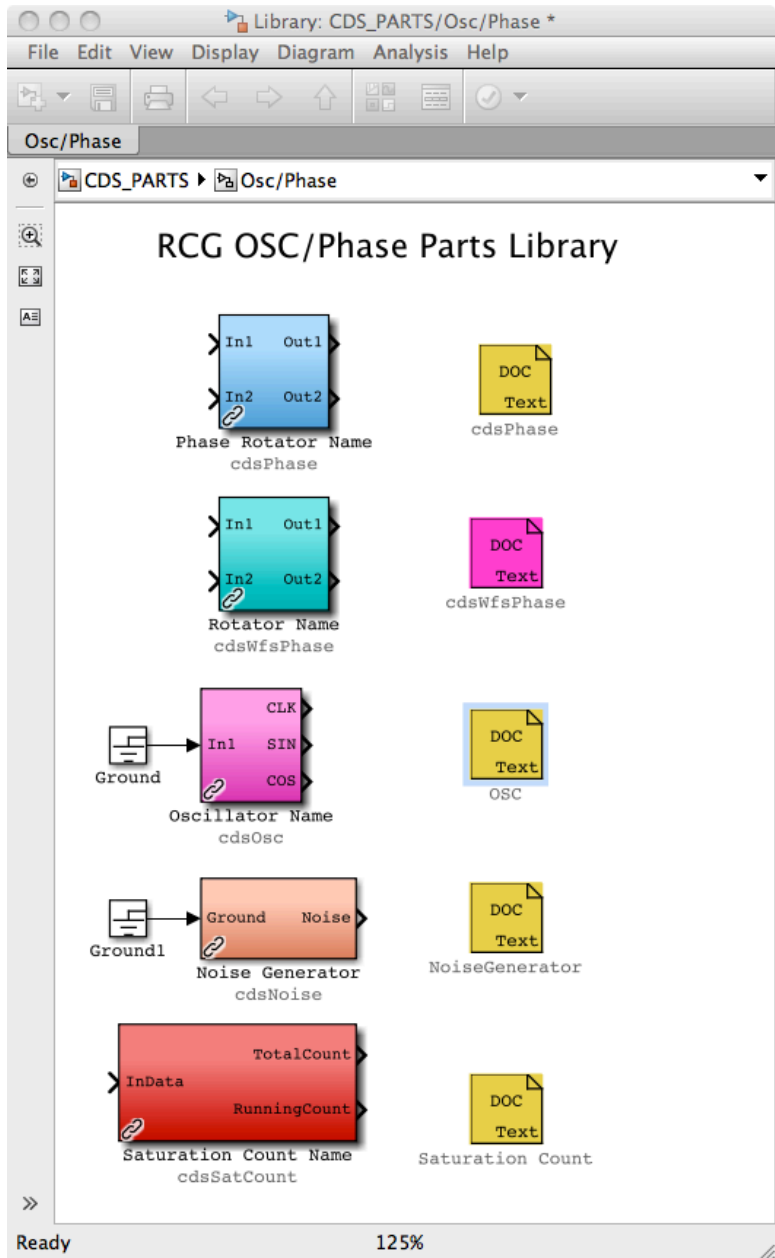 Library: CDS_PARTS/Osc/Phase *
File Edit View Display Diagram Analysis Help
Osc/Phase
CDS_PARTS Osc/Phase
RCG OSC/Phase Parts Library
In1 Out1
In2 Out2
Phase Rotator Name
cdsPhase
DOC
Text
cdsPhase
In1 Out1
In2 Out2
Rotator Name
cdsWfsPhase
DOC
Text
cdsWfsPhase
Ground
CLK
In1 SIN
COS
Oscillator Name
cdsOsc
DOC
Text
OSC
Ground1
Ground Noise
Noise Generator
cdsNoise
DOC
Text
NoiseGenerator
TotalCount
InData
RunningCount
Saturation Count Name
cdsSatCount
DOC
Text
Saturation Count
Ready 125%